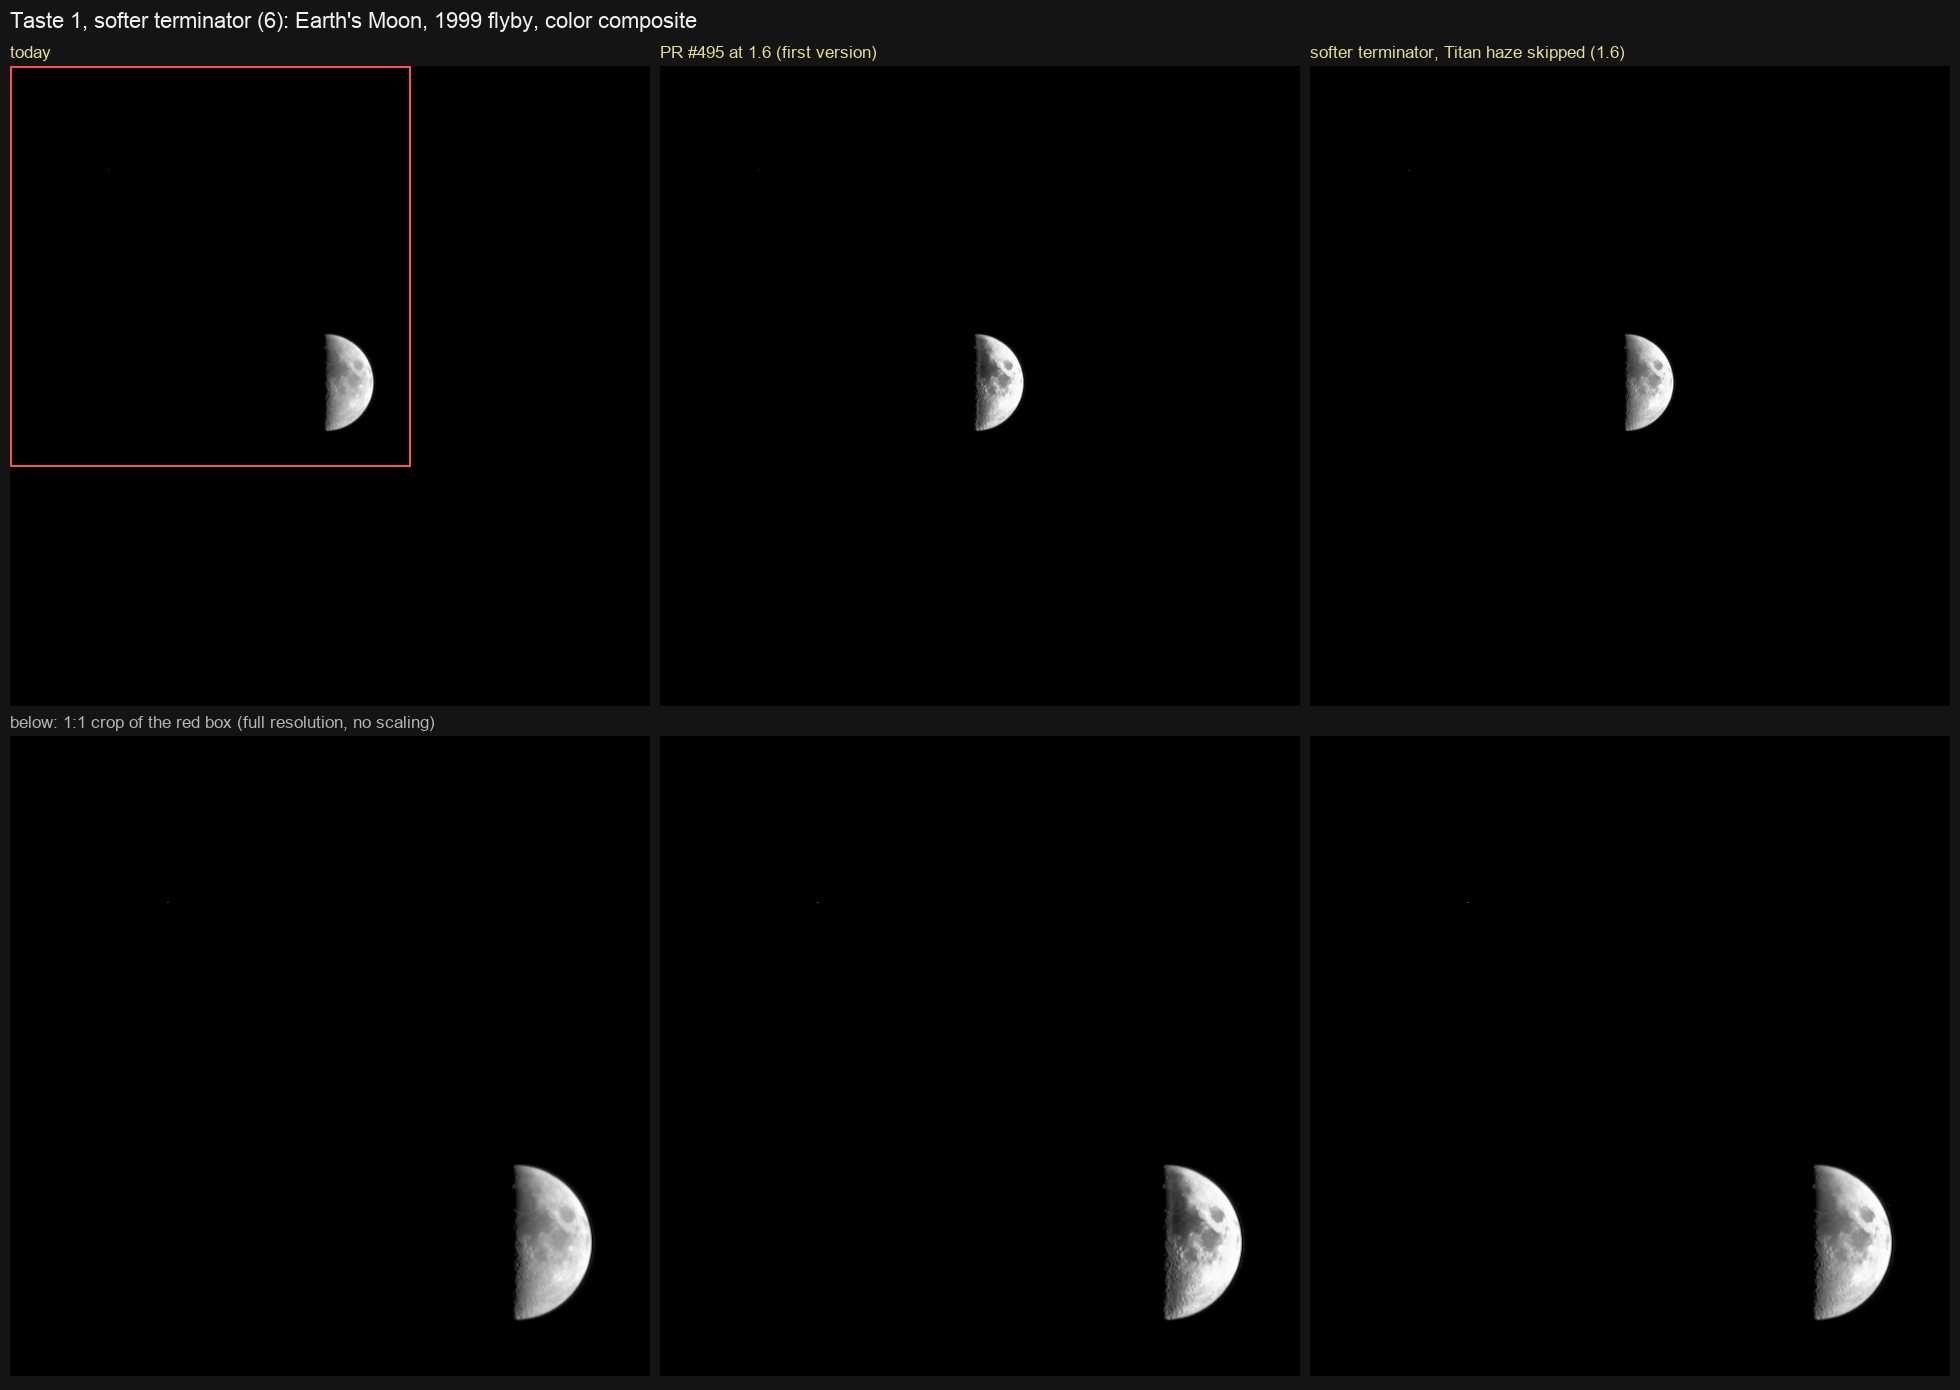 Taste 1, softer terminator (6): Earth's Moon, 1999 flyby, color composite
today
PR #495 at 1.6 (first version)
softer terminator, Titan haze skipped (1.6)
below: 1:1 crop of the red box (full resolution, no scaling)